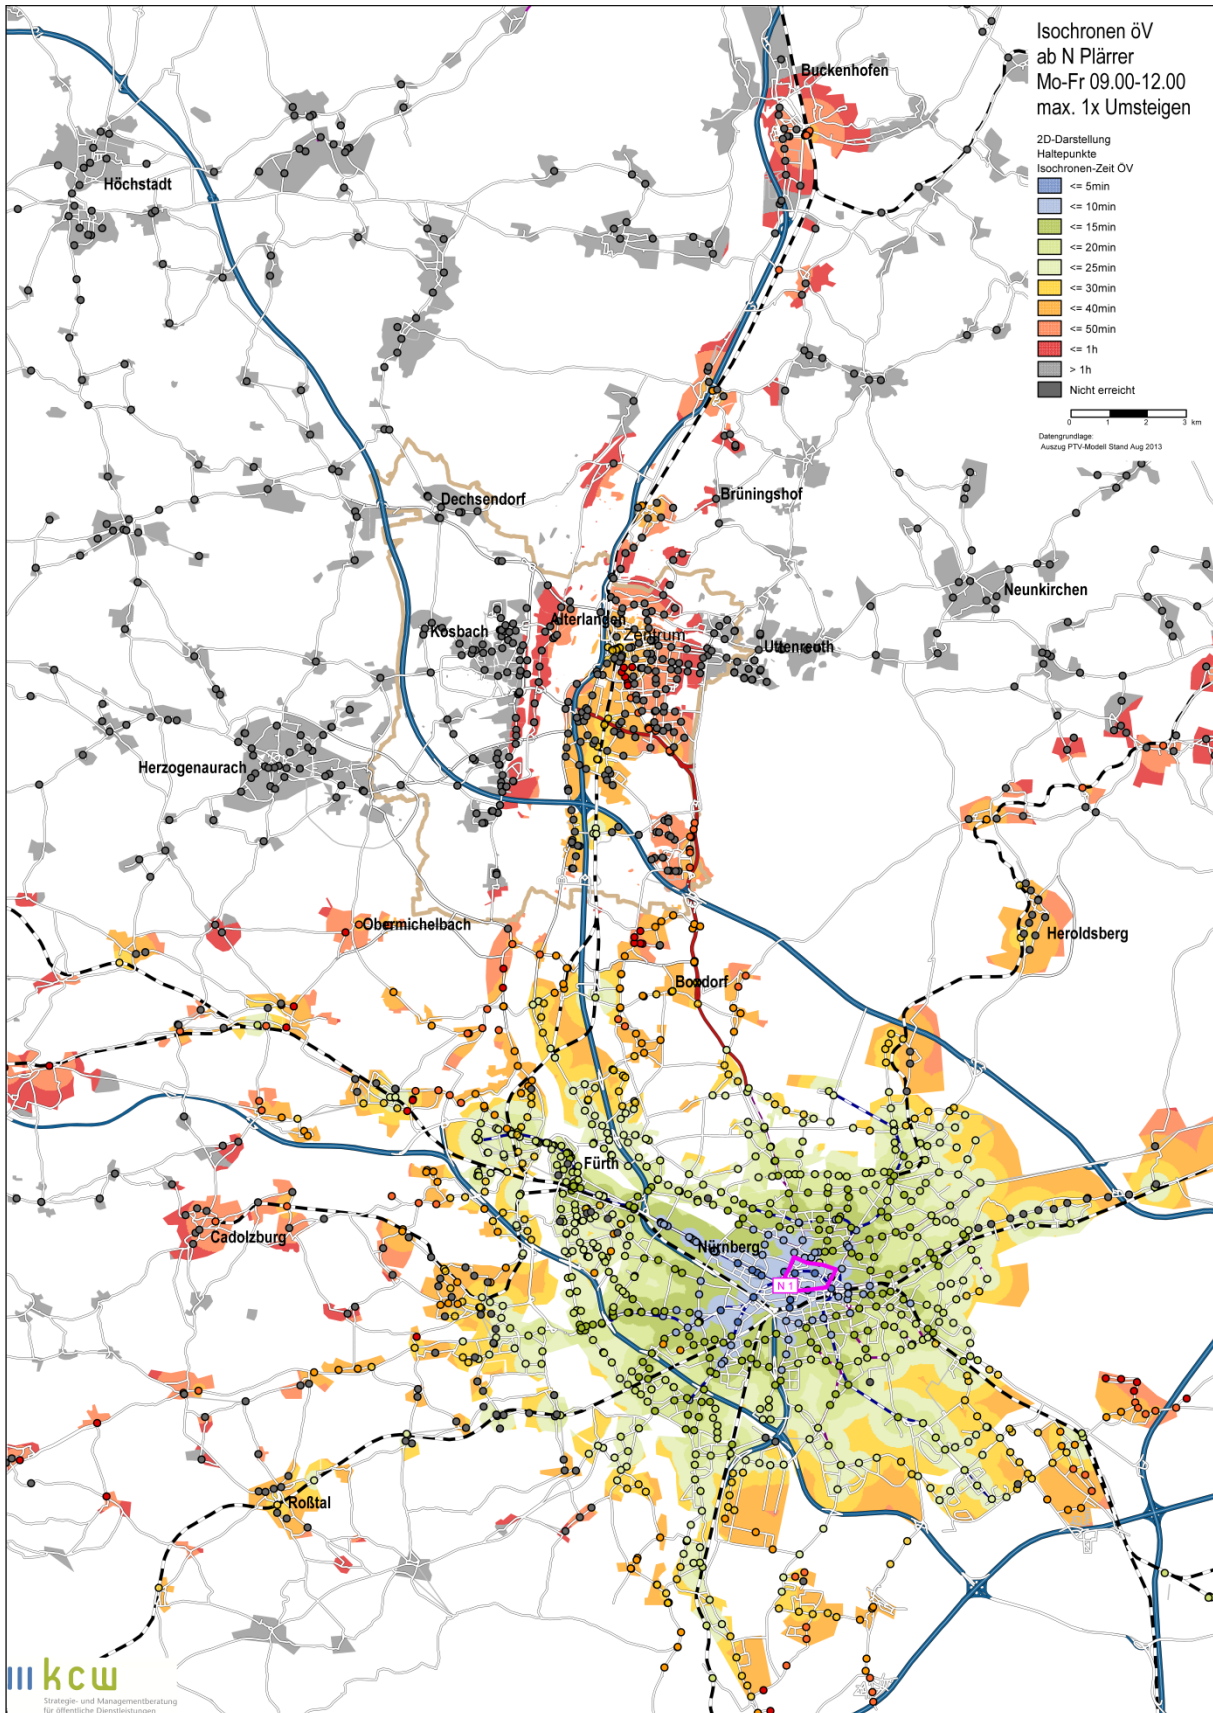 Isochronen öV
ab N Plärrer
Mo-Fr 09.00-12.00
max. 1x Umsteigen
2D-Darstellung
Haltepunkte
Isochronen-Zeit ÖV
<= 5min
<= 10min
<= 15min
<= 20min
<= 25min
<= 30min
<= 40min
<= 50min
<= 1h
> 1h
Nicht erreicht
0 1 2 3 km
Datengrundlage:
Auszug PTV-Modell Stand Aug 2013
Buckenhofen
Höchstadt
Dechsendorf
Brüningshof
Neunkirchen
Alterlangen
Kosbach
Zentrum
Uttenreuth
Herzogenaurach
Obermichelbach
Heroldsberg
Boxdorf
Fürth
Cadolzburg
Nürnberg
N 1
Roßtal
kcw
Strategie- und Managementberatung
für öffentliche Dienstleistungen